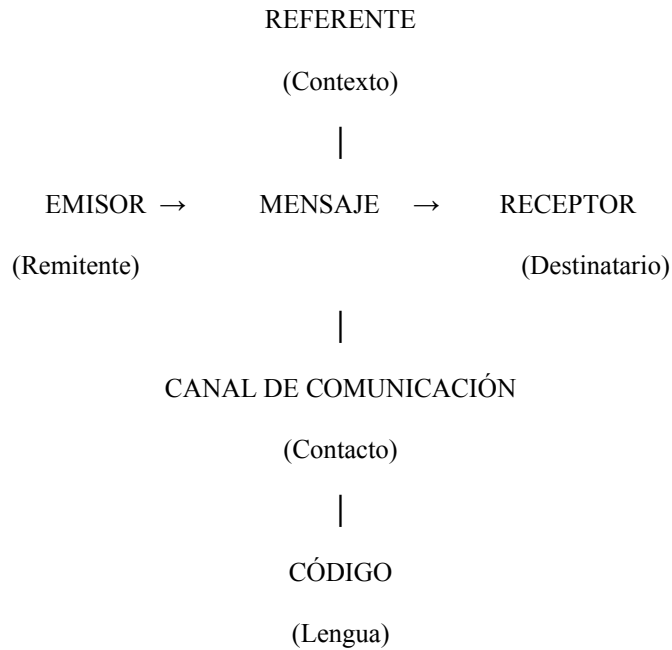 REFERENTE
(Contexto)
|
EMISOR → MENSAJE → RECEPTOR
(Remitente) (Destinatario)
|
CANAL DE COMUNICACIÓN
(Contacto)
|
CÓDIGO
(Lengua)